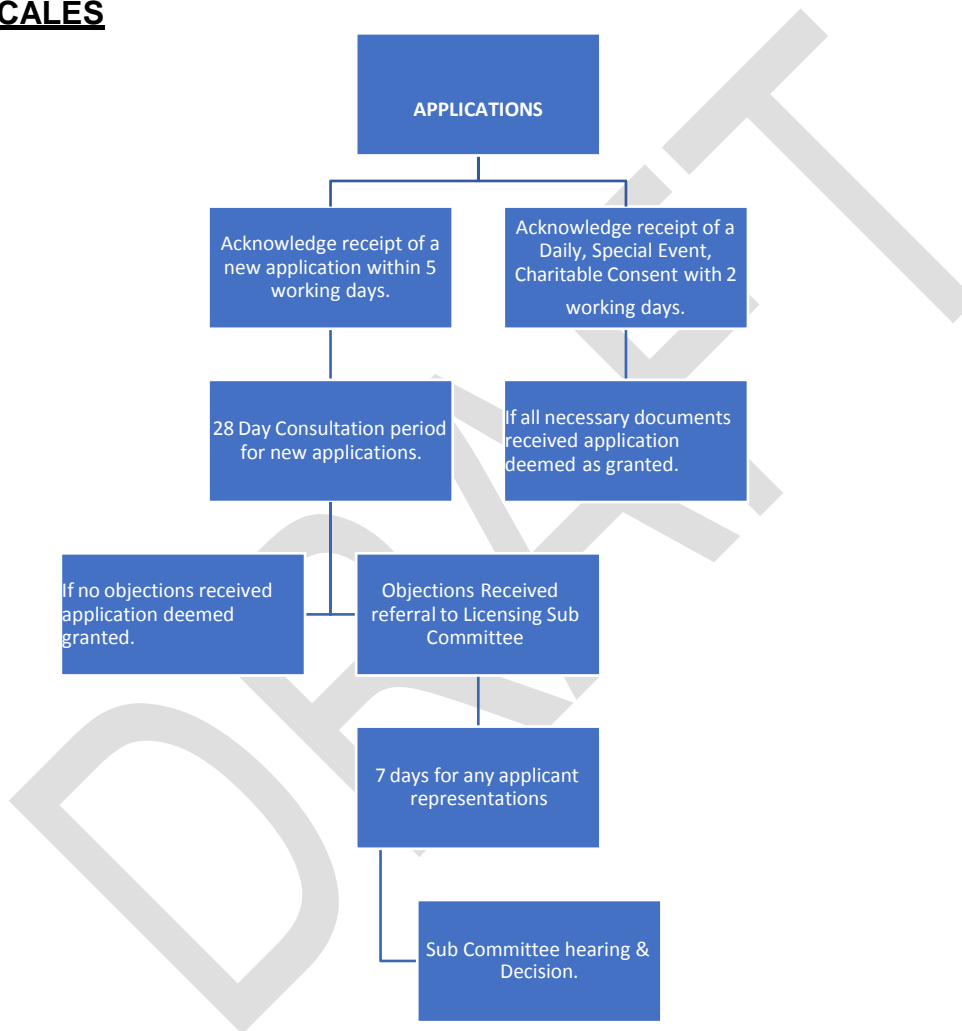 CALES
APPLICATIONS
Acknowledge receipt of a
new application within 5
working days.
Acknowledge receipt of a
Daily, Special Event,
Charitable Consent with 2
working days.
28 Day Consultation period
for new applications.
If all necessary documents
received application
deemed as granted.
If no objections received
application deemed
granted.
Objections Received
referral to Licensing Sub
Committee
7 days for any applicant
representations
Sub Committee hearing &
Decision.
DRAFT